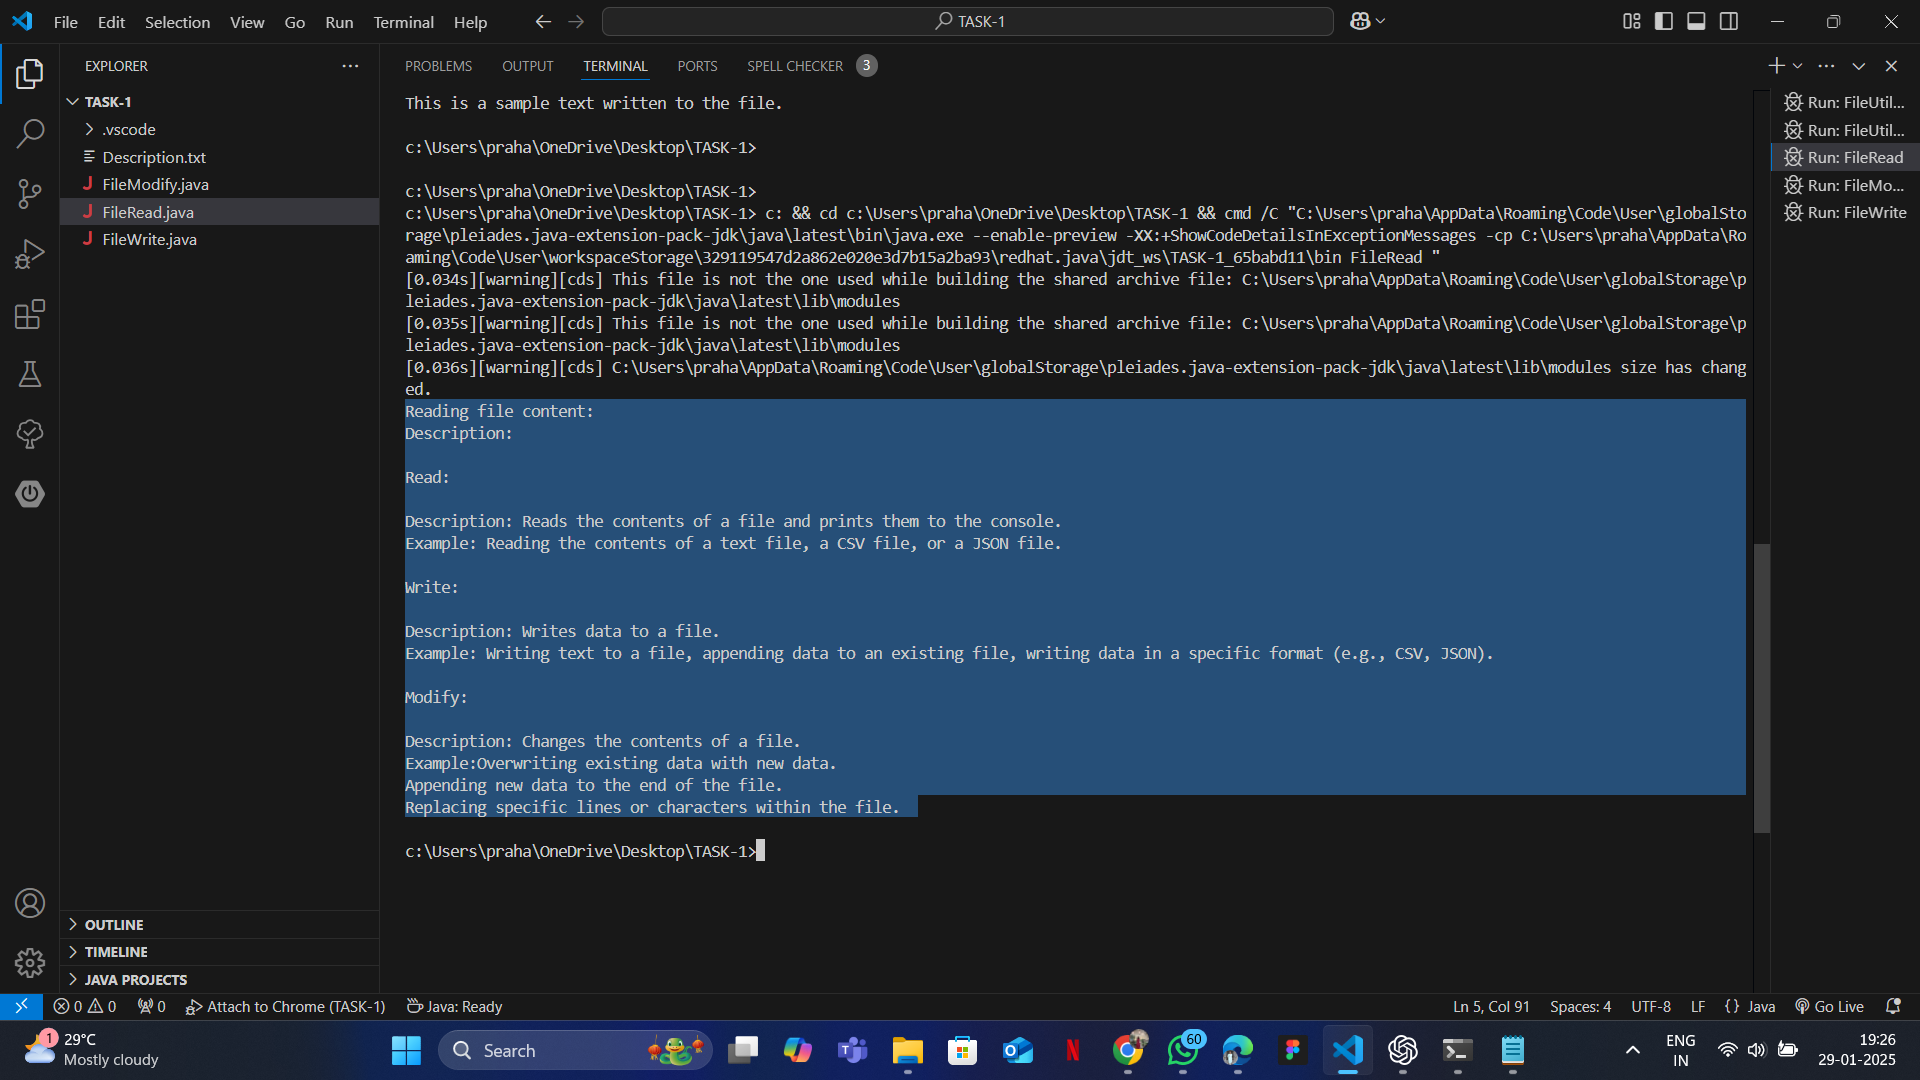 File Edit Selection View Go Run Terminal Help
TASK-1
EXPLORER
TASK-1
.vscode
Description.txt
FileModify.java
FileRead.java
FileWrite.java
OUTLINE
TIMELINE
JAVA PROJECTS
PROBLEMS OUTPUT TERMINAL PORTS SPELL CHECKER 3
This is a sample text written to the file.
c:\Users\praha\OneDrive\Desktop\TASK-1>
c:\Users\praha\OneDrive\Desktop\TASK-1>
c:\Users\praha\OneDrive\Desktop\TASK-1> c: && cd c:\Users\praha\OneDrive\Desktop\TASK-1 && cmd /C "C:\Users\praha\AppData\Roaming\Code\User\globalSto
rage\pleiades.java-extension-pack-jdk\java\latest\bin\java.exe --enable-preview -XX:+ShowCodeDetailsInExceptionMessages -cp C:\Users\praha\AppData\Ro
aming\Code\User\workspaceStorage\329119547d2a862e020e3d7b15a2ba93\redhat.java\jdt_ws\TASK-1_65babd11\bin FileRead "
[0.034s][warning][cds] This file is not the one used while building the shared archive file: C:\Users\praha\AppData\Roaming\Code\User\globalStorage\p
leiades.java-extension-pack-jdk\java\latest\lib\modules
[0.035s][warning][cds] This file is not the one used while building the shared archive file: C:\Users\praha\AppData\Roaming\Code\User\globalStorage\p
leiades.java-extension-pack-jdk\java\latest\lib\modules
[0.036s][warning][cds] C:\Users\praha\AppData\Roaming\Code\User\globalStorage\pleiades.java-extension-pack-jdk\java\latest\lib\modules size has chang
ed.
Reading file content:
Description:
Read:
Description: Reads the contents of a file and prints them to the console.
Example: Reading the contents of a text file, a CSV file, or a JSON file.
Write:
Description: Writes data to a file.
Example: Writing text to a file, appending data to an existing file, writing data in a specific format (e.g., CSV, JSON).
Modify:
Description: Changes the contents of a file.
Example:Overwriting existing data with new data.
Appending new data to the end of the file.
Replacing specific lines or characters within the file.
c:\Users\praha\OneDrive\Desktop\TASK-1>
Run: FileUtil...
Run: FileUtil...
Run: FileRead
Run: FileMo...
Run: FileWrite
0 0 0 Attach to Chrome (TASK-1) Java: Ready
Ln 5, Col 91 Spaces: 4 UTF-8 LF {} Java Go Live
1
29°C
Mostly cloudy
Search
60
ENG
IN
19:26
29-01-2025